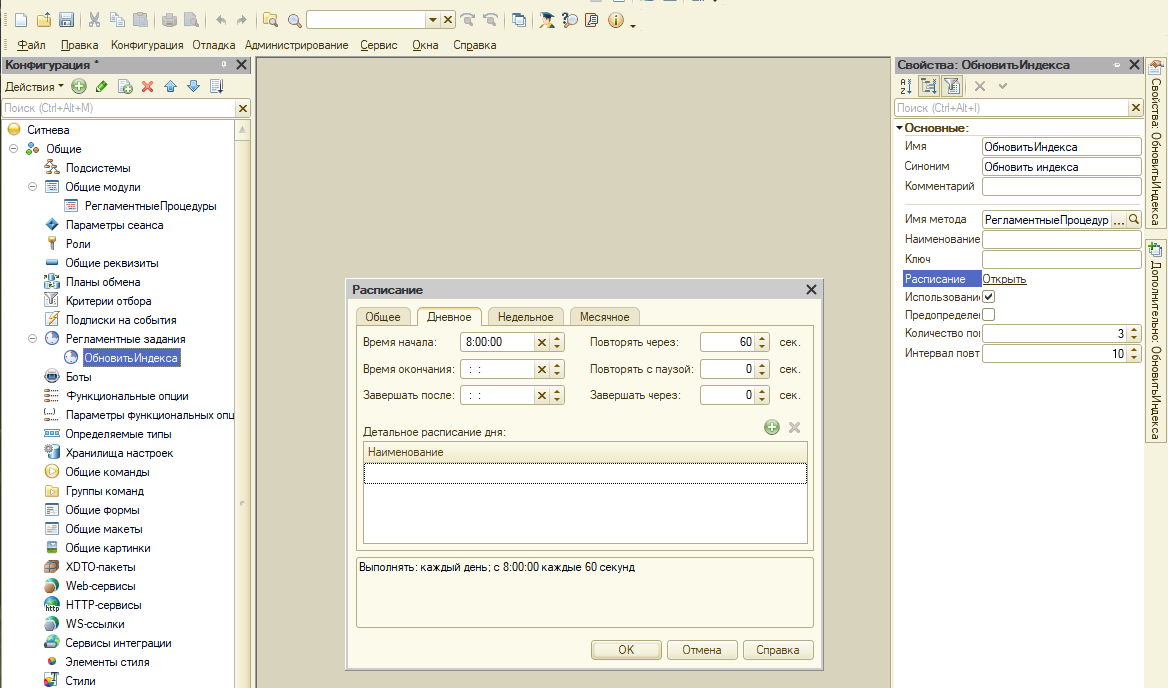 Файл Правка Конфигурация Отладка Администрирование Сервис Окна Справка
Конфигурация *
Действия
Поиск (Ctrl+Alt+M)
Ситнева
Общие
Подсистемы
Общие модули
РегламентныеПроцедуры
Параметры сеанса
Роли
Общие реквизиты
Планы обмена
Критерии отбора
Подписки на события
Регламентные задания
ОбновитьИндекса
Боты
Функциональные опции
Параметры функциональных опц
Определяемые типы
Хранилища настроек
Общие команды
Группы команд
Общие формы
Общие макеты
Общие картинки
XDTO-пакеты
Web-сервисы
HTTP-сервисы
WS-ссылки
Сервисы интеграции
Элементы стиля
Стили
Расписание
Общее Дневное Недельное Месячное
Время начала: 8:00:00 Повторять через: 60 сек.
Время окончания: : : Повторять с паузой: 0 сек.
Завершать после: : : Завершать через: 0 сек.
Детальное расписание дня:
Наименование
Выполнять: каждый день; с 8:00:00 каждые 60 секунд
OK Отмена Справка
Свойства: ОбновитьИндекса
Поиск (Ctrl+Alt+I)
Основные:
Имя ОбновитьИндекса
Синоним Обновить индекса
Комментарий
Имя метода РегламентныеПроцедур ...
Наименование
Ключ
Расписание Открыть
Использовани
Предопределе
Количество по 3
Интервал повт 10
Свойства: ОбновитьИндекса
Дополнительно: ОбновитьИндекса